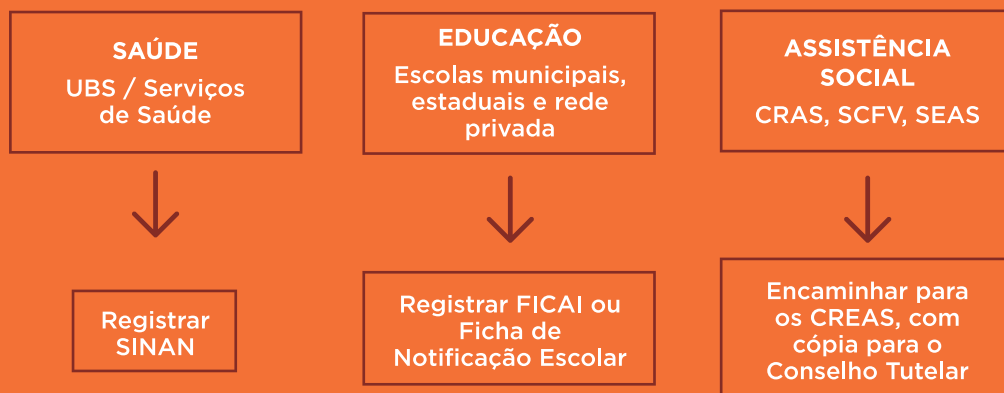 SAÚDE
UBS / Serviços
de Saúde
EDUCAÇÃO
Escolas municipais,
estaduais e rede
privada
ASSISTÊNCIA
SOCIAL
CRAS, SCFV, SEAS
Registrar
SINAN
Registrar FICAI ou
Ficha de
Notificação Escolar
Encaminhar para
os CREAS, com
cópia para o
Conselho Tutelar